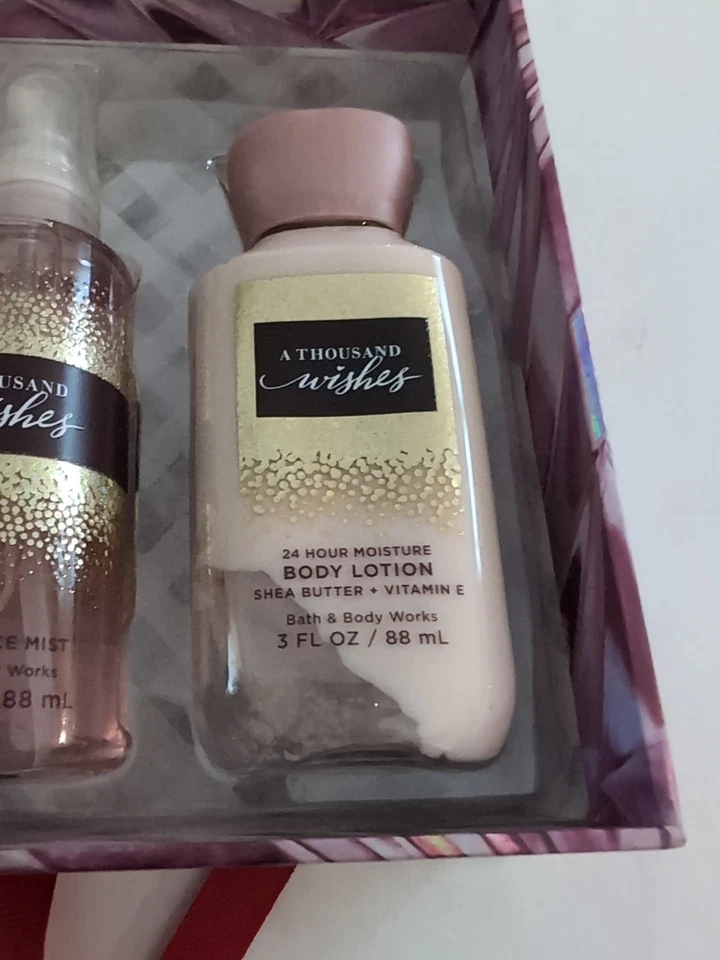 USAND
shes
CE MIST
Works
88 mL
A THOUSAND
wishes
24 HOUR MOISTURE
BODY LOTION
SHEA BUTTER + VITAMIN E
Bath & Body Works
3 FL OZ / 88 mL